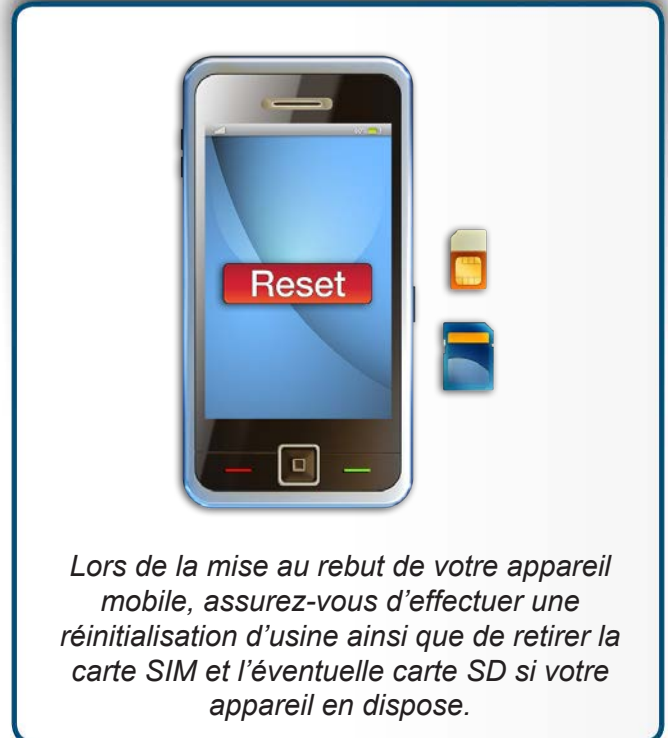 Reset
Lors de la mise au rebut de votre appareil
mobile, assurez-vous d’effectuer une
réinitialisation d’usine ainsi que de retirer la
carte SIM et l’éventuelle carte SD si votre
appareil en dispose.